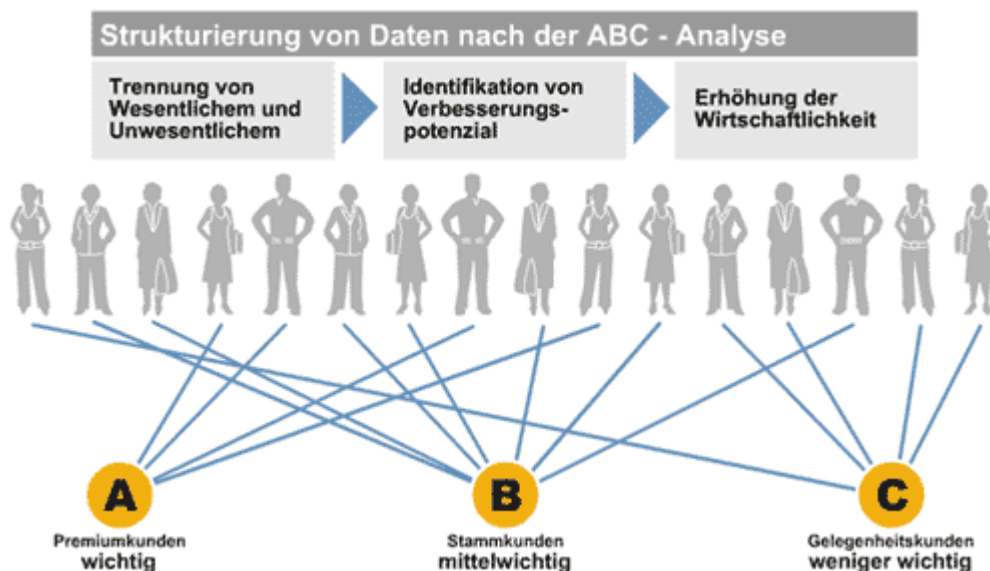 Strukturierung von Daten nach der ABC - Analyse
Trennung von
Wesentlichem und
Unwesentlichem
Identifikation von
Verbesserungs-
potenzial
Erhöhung der
Wirtschaftlichkeit
A
Premiumkunden
wichtig
B
Stammkunden
mittelwichtig
C
Gelegenheitskunden
weniger wichtig